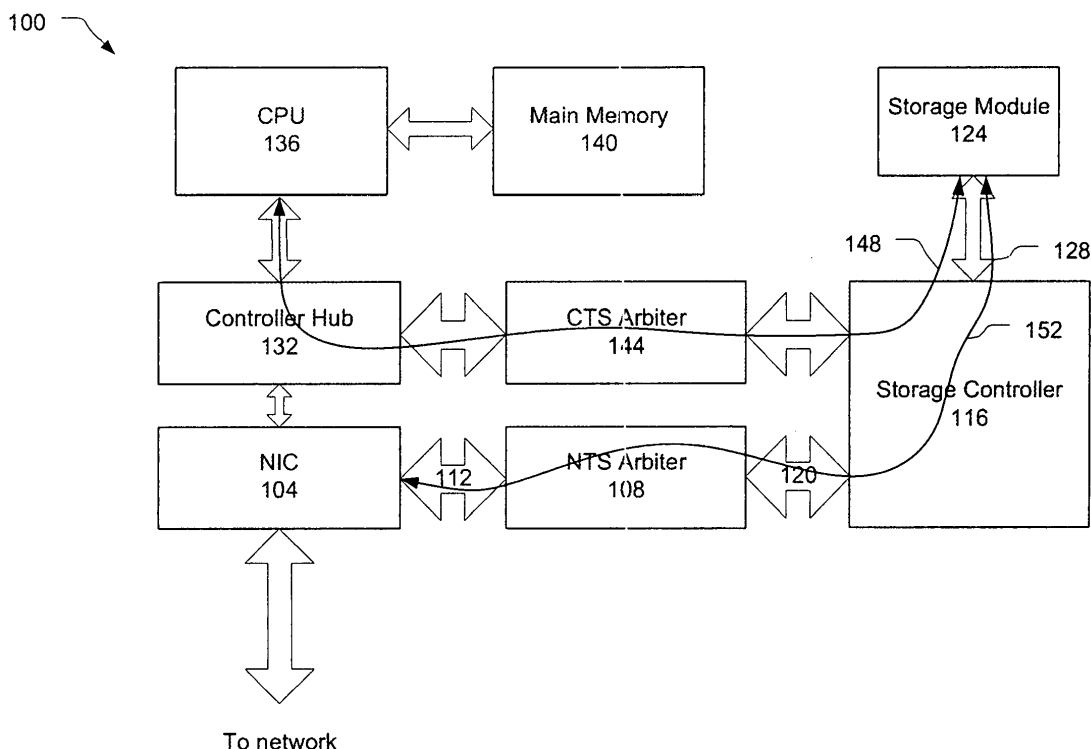 100
CPU
136
Main Memory
140
Storage Module
124
148
128
Controller Hub
132
CTS Arbiter
144
152
Storage Controller
116
NIC
104
112
NTS Arbiter
108
120
To network